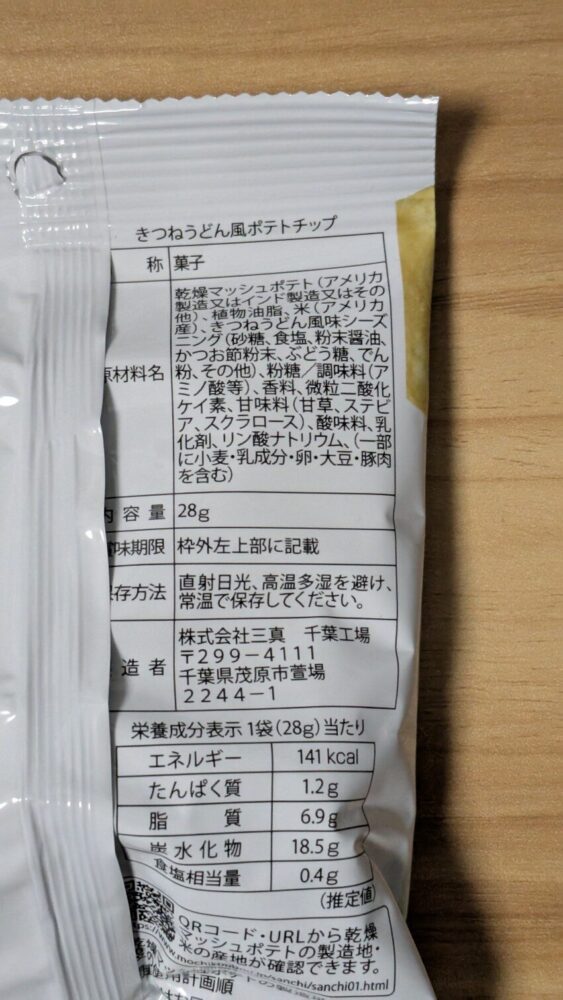 きつねうどん風ポテトチップ
称 菓子
原材料名
乾燥マッシュポテト(アメリカ
製造又はインド製造又はその
他)、植物油脂、米(アメリカ
産)、きつねうどん風味シーズ
ニング(砂糖、食塩、粉末醤油、
かつお節粉末、ぶどう糖、でん
粉、その他)、粉糖/調味料(ア
ミノ酸等)、香料、微粒二酸化
ケイ素、甘味料(甘草、ステビ
ア、スクラロース)、酸味料、乳
化剤、リン酸ナトリウム、(一部
に小麦・乳成分・卵・大豆・豚肉
を含む)
内容量 28g
賞味期限 枠外左上部に記載
保存方法 直射日光、高温多湿を避け、
常温で保存してください。
造者 株式会社三真 千葉工場
〒299-4111
千葉県茂原市萱場
2244-1
栄養成分表示 1袋(28g)当たり
エネルギー 141kcal
たんぱく質 1.2g
脂質 6.9g
炭水化物 18.5g
食塩相当量 0.4g
(推定値)
QRコード・URLから乾燥
マッシュポテトの製造地・
米の産地が確認できます。
/sanchi/sanchi01.html
用計画順